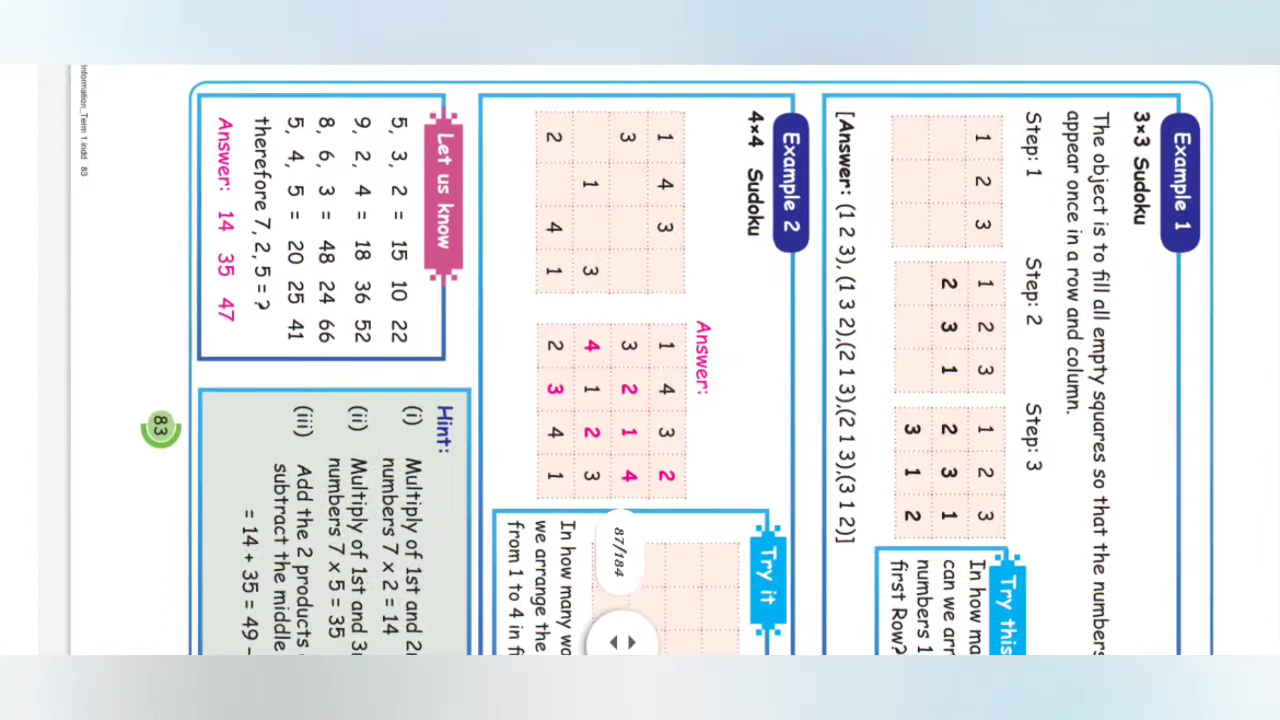 Example 1
3×3 Sudoku
The object is to fill all empty squares so that the numbers
appear once in a row and column.
Step: 1 Step: 2 Step: 3
1 2 3
1 2 3
2 3 1
1 2 3
2 3 1
3 1 2
[Answer: (1 2 3), (1 3 2),(2 1 3),(2 1 3),(3 1 2)]
Try this
In how ma
can we arr
numbers 1
first Row?
Example 2
4×4 Sudoku
1 4 3
3
1 3
2 4 1
Answer:
1 4 3 2
3 2 1 4
4 1 2 3
2 3 4 1
Try it
In how many wa
we arrange the
from 1 to 4 in fi
87/184
Let us know
5, 3, 2 = 15 10 22
9, 2, 4 = 18 36 52
8, 6, 3 = 48 24 66
5, 4, 5 = 20 25 41
therefore 7, 2, 5 = ?
Answer: 14 35 47
Hint:
(i) Multiply of 1st and 2n
numbers 7 x 2 = 14
(ii) Multiply of 1st and 3r
numbers 7 x 5 = 35
(iii) Add the 2 products
subtract the middle
= 14 + 35 = 49 -
83
Information_Term 1.indd 83